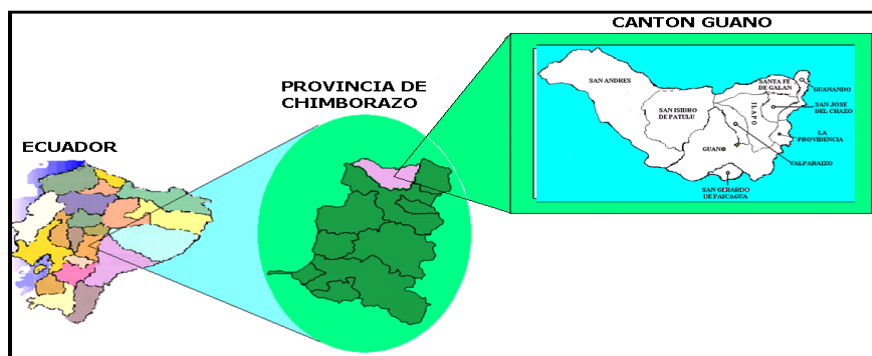 CANTON GUANO
PROVINCIA DE
CHIMBORAZO
ECUADOR
SAN ANDRES
SANTA FE
DE GALAN
GUANANDO
SAN JOSE
DEL CHAZO
ILAPO
SAN ISIDRO
DE PATULU
LA
PROVIDENCIA
GUANO
VALPARAIZO
SAN GERARDO
DE PAICAGUA